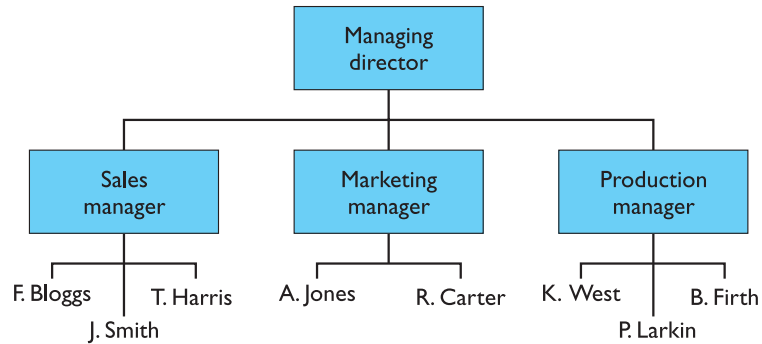 Managing
director
Sales
manager
Marketing
manager
Production
manager
F. Bloggs
T. Harris
J. Smith
A. Jones
R. Carter
K. West
B. Firth
P. Larkin